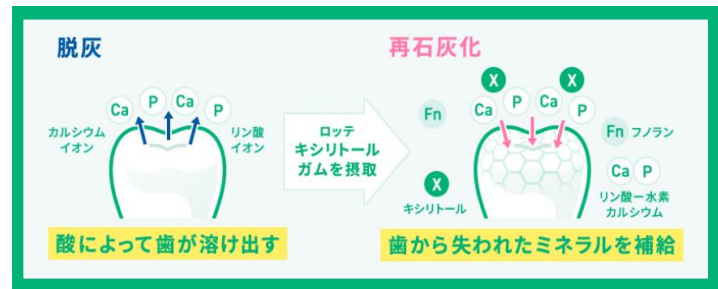 脱灰
Ca
P
Ca
P
カルシウム
イオン
リン酸
イオン
酸によって歯が溶け出す
ロッテ
キシリトール
ガムを摂取
再石灰化
X
X
Ca
P
Ca
P
Fn
Fn フノラン
X
キシリトール
Ca P
リン酸一水素
カルシウム
歯から失われたミネラルを補給